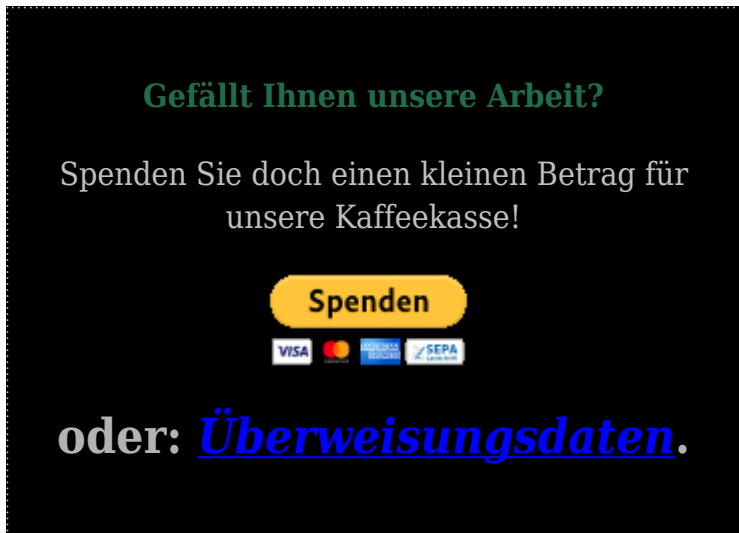 Gefällt Ihnen unsere Arbeit?
Spenden Sie doch einen kleinen Betrag für
unsere Kaffeekasse!
Spenden
VISA SEPA
oder: Überweisungsdaten.